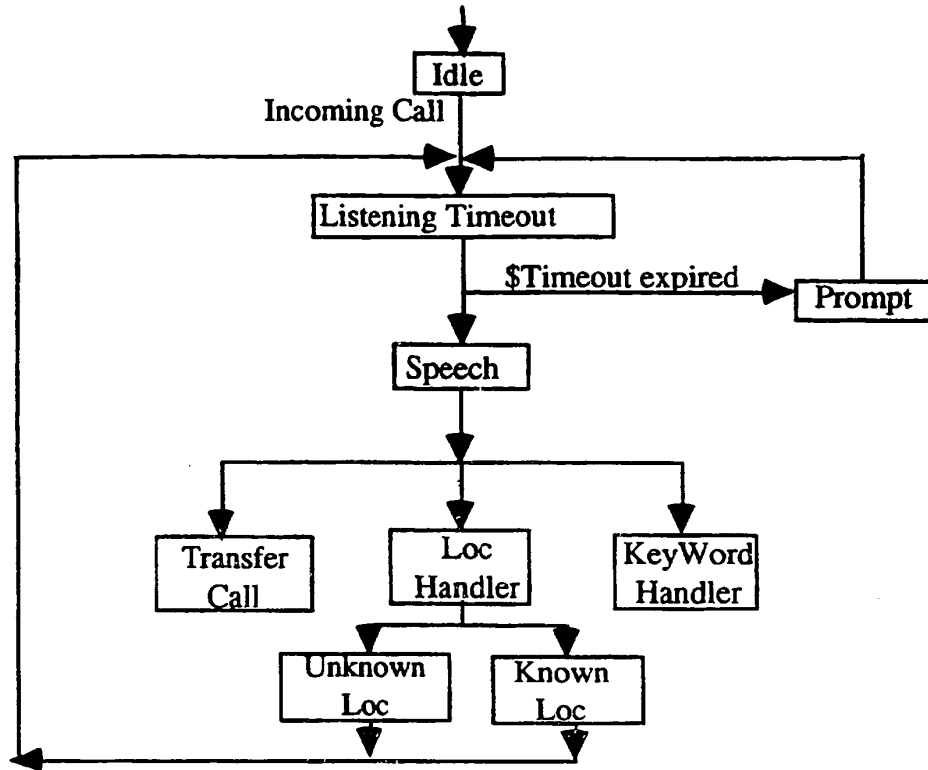 Idle
Incoming Call
Listening Timeout
$Timeout expired
Prompt
Speech
Transfer
Call
Loc
Handler
KeyWord
Handler
Unknown
Loc
Known
Loc